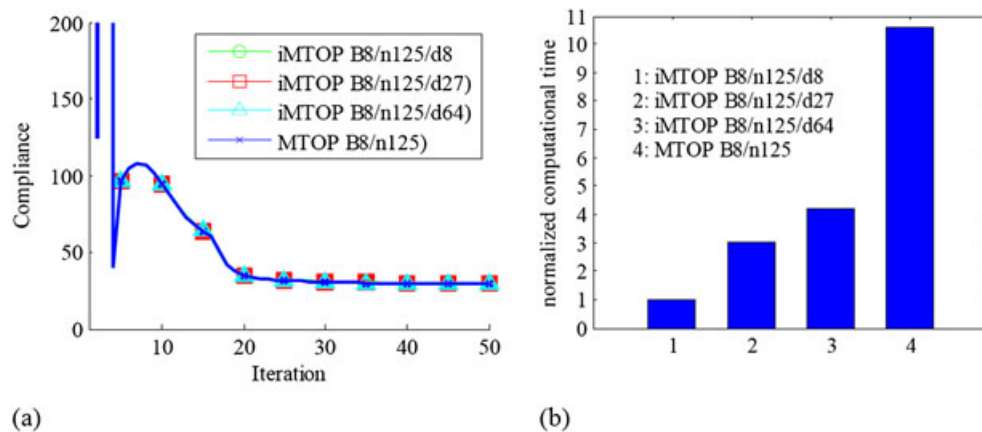 200
150
100
50
0
Compliance
iMTOP B8/n125/d8
iMTOP B8/n125/d27)
iMTOP B8/n125/d64)
MTOP B8/n125)
10
20
30
40
50
Iteration
(a)
11
10
9
8
7
6
5
4
3
2
1
0
normalized computational time
1: iMTOP B8/n125/d8
2: iMTOP B8/n125/d27
3: iMTOP B8/n125/d64
4: MTOP B8/n125
1
2
3
4
(b)